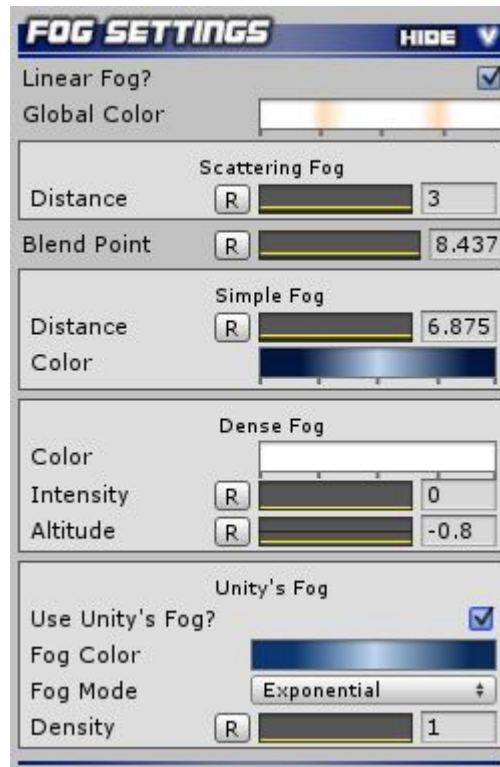 FOG SETTINGS HIDE
Linear Fog?
Global Color
Scattering Fog
Distance R 3
Blend Point R 8.437
Simple Fog
Distance R 6.875
Color
Dense Fog
Color
Intensity R 0
Altitude R -0.8
Unity's Fog
Use Unity's Fog?
Fog Color
Fog Mode Exponential
Density R 1